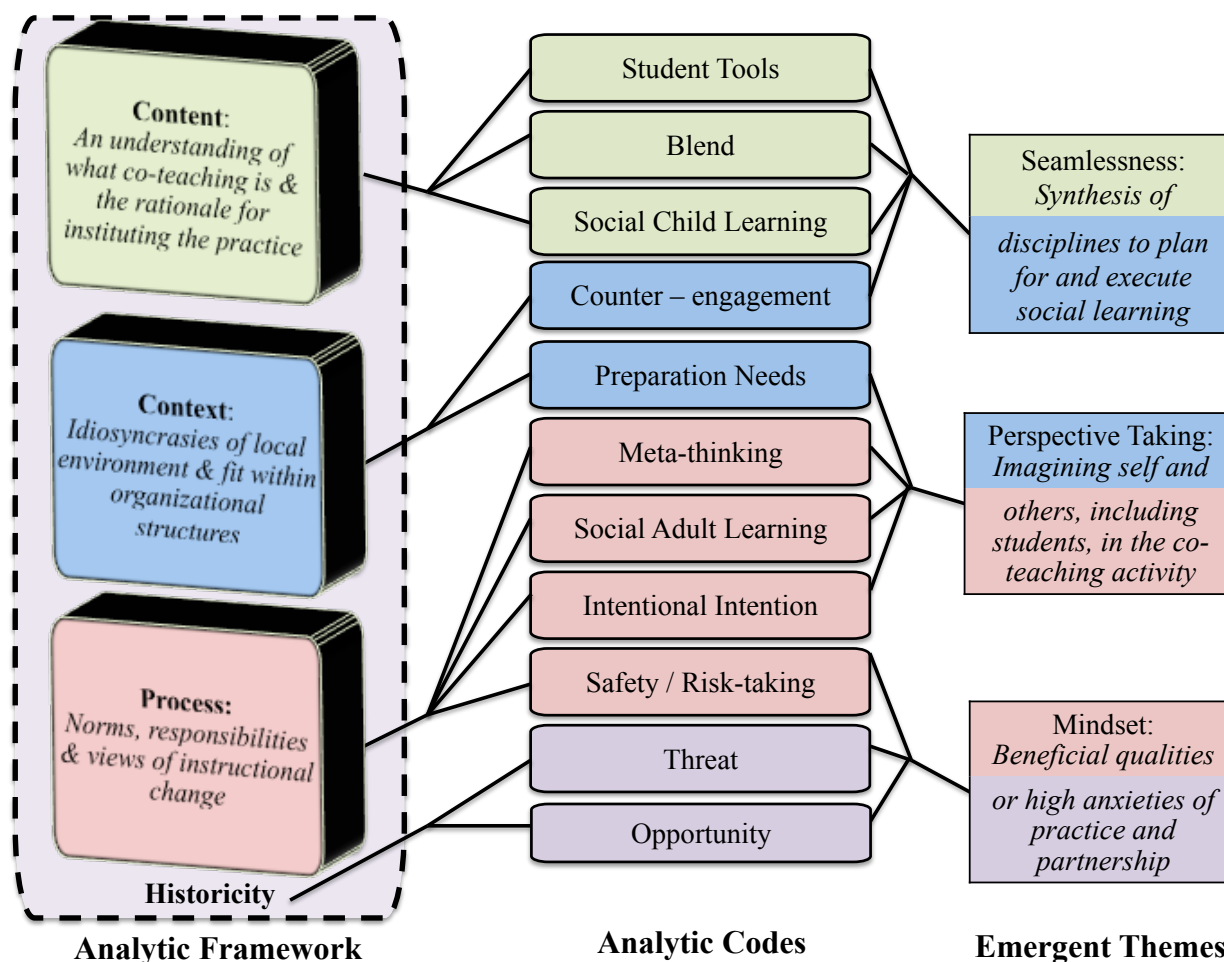 Content:
An understanding of
what co-teaching is &
the rationale for
instituting the practice
Context:
Idiosyncrasies of local
environment & fit within
organizational
structures
Process:
Norms, responsibilities
& views of instructional
change
Historicity
Analytic Framework
Student Tools
Blend
Social Child Learning
Counter – engagement
Preparation Needs
Meta-thinking
Social Adult Learning
Intentional Intention
Safety / Risk-taking
Threat
Opportunity
Analytic Codes
Seamlessness:
Synthesis of
disciplines to plan
for and execute
social learning
Perspective Taking:
Imagining self and
others, including
students, in the co-
teaching activity
Mindset:
Beneficial qualities
or high anxieties of
practice and
partnership
Emergent Themes